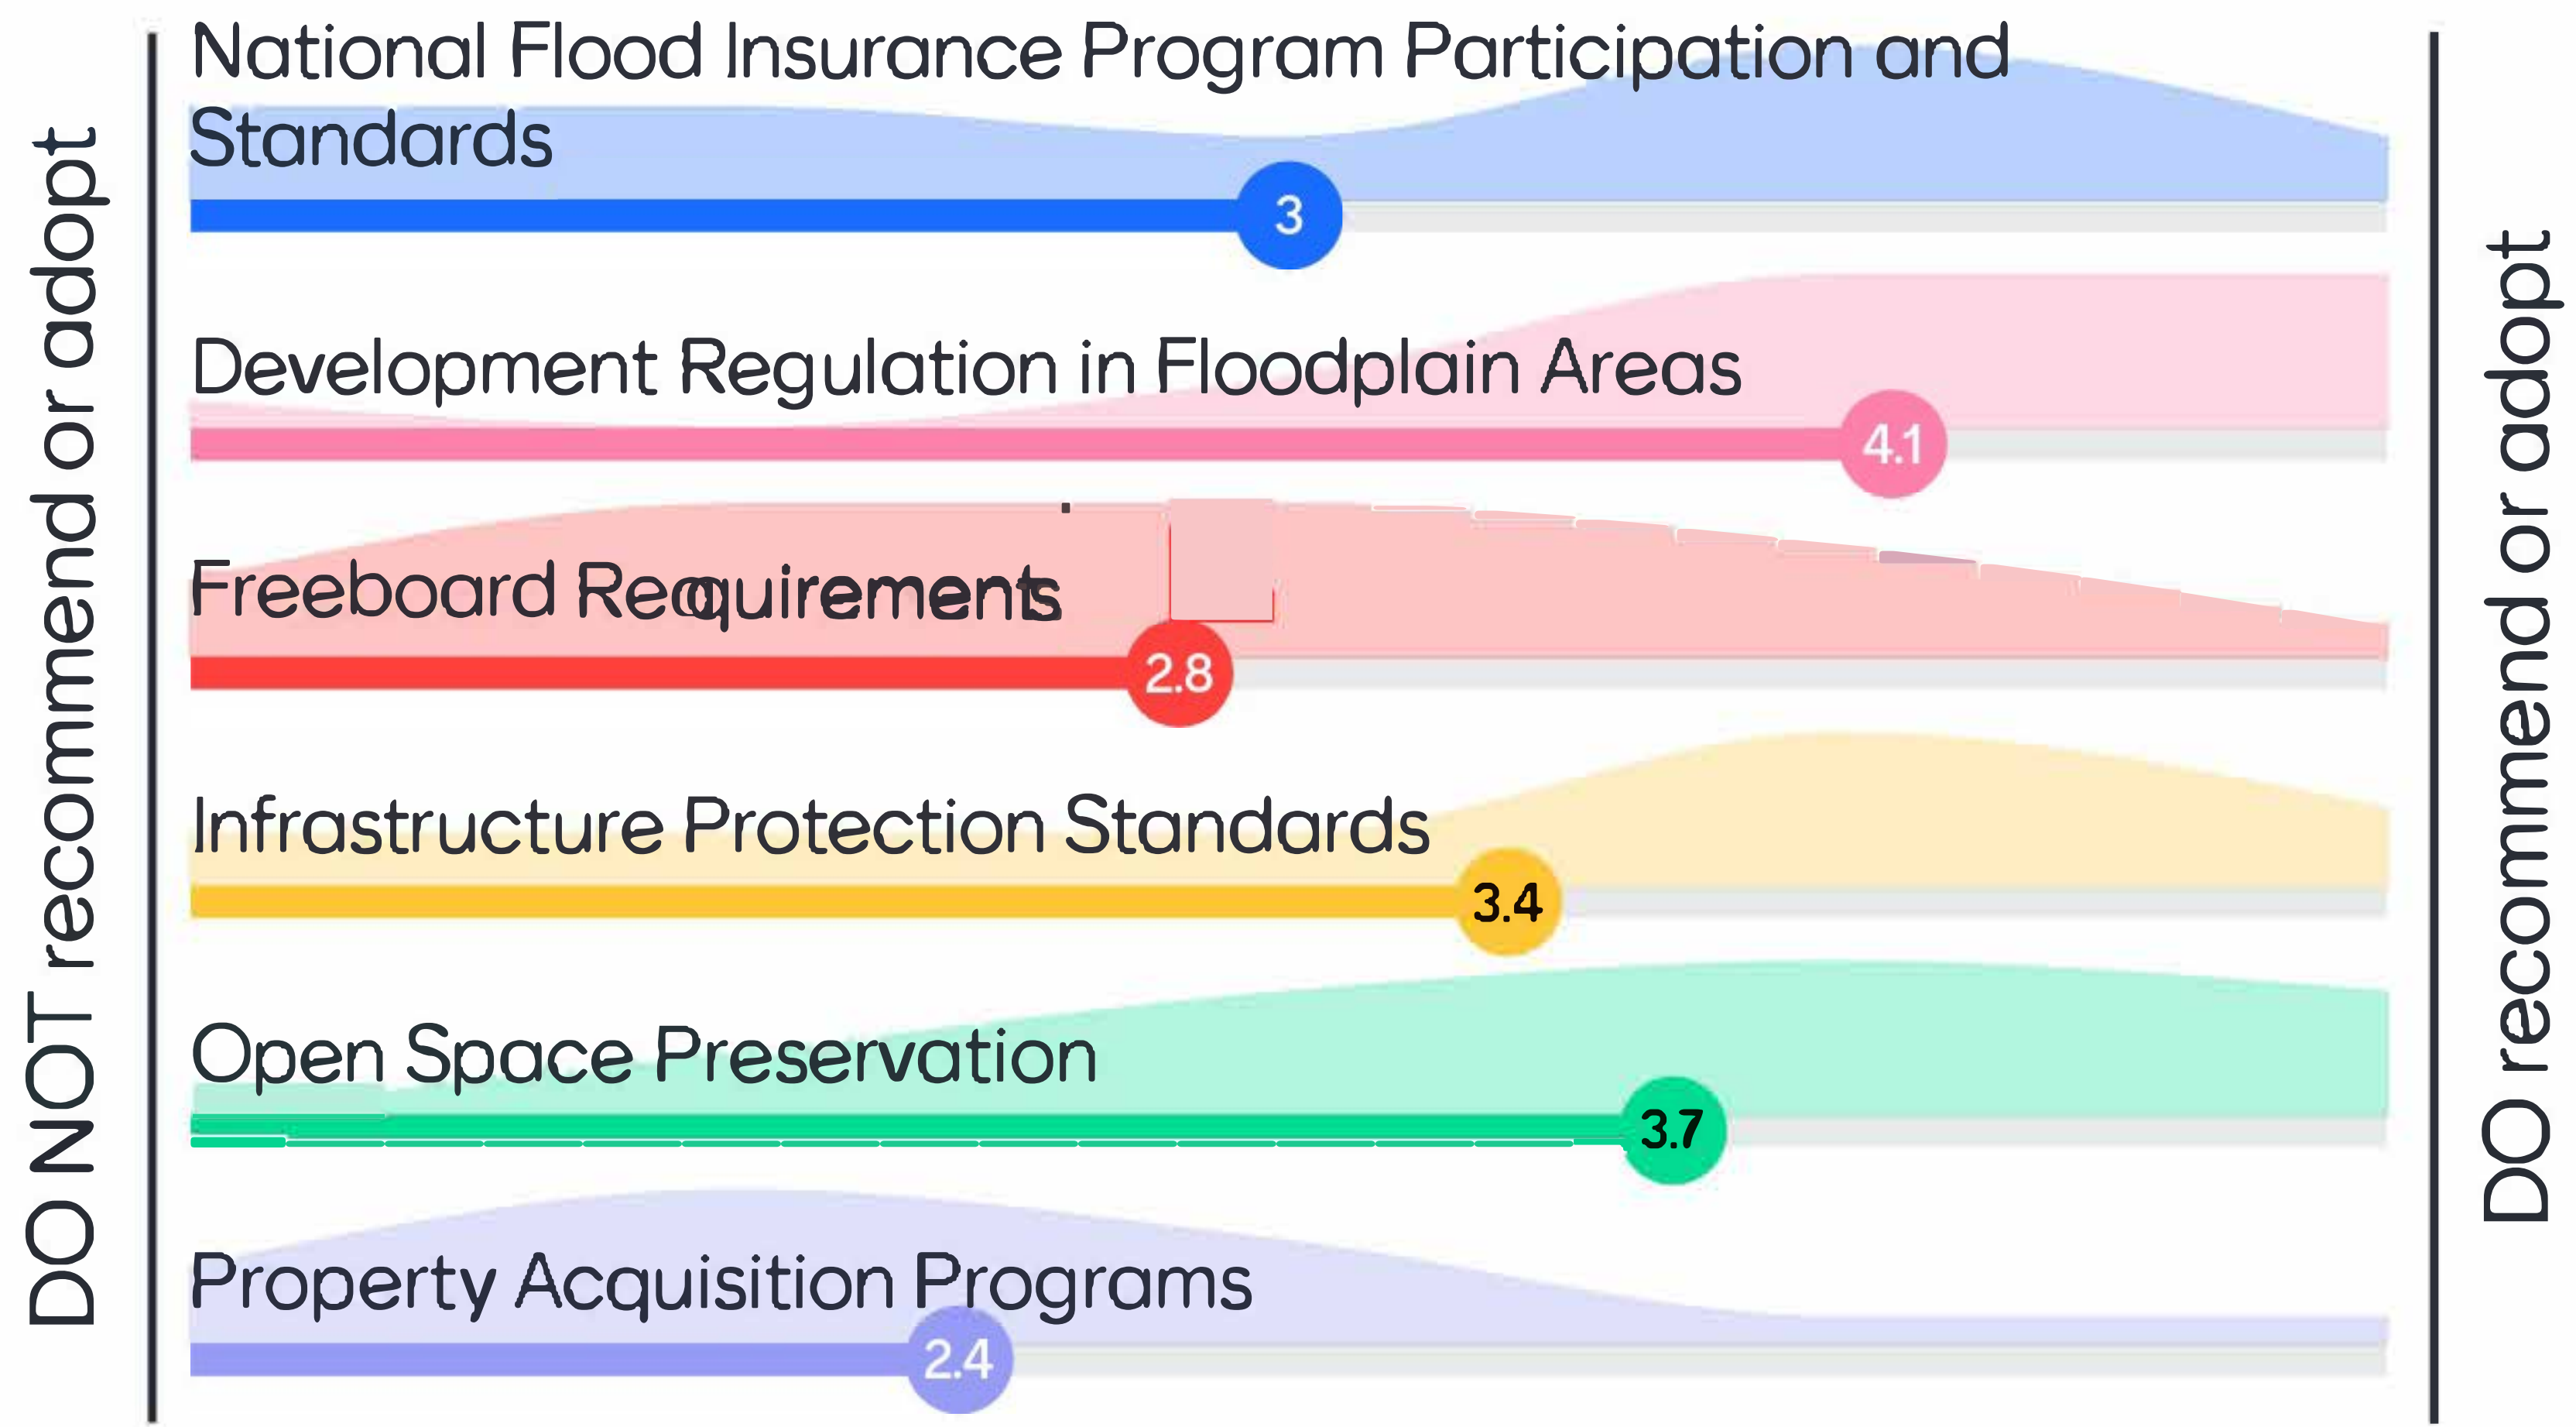 DO NOT recommend or adopt
National Flood Insurance Program Participation and
Standards
3
Development Regulation in Floodplain Areas
4.1
Freeboard Requirements
2.8
Infrastructure Protection Standards
3.4
Open Space Preservation
3.7
Property Acquisition Programs
2.4
DO recommend or adopt